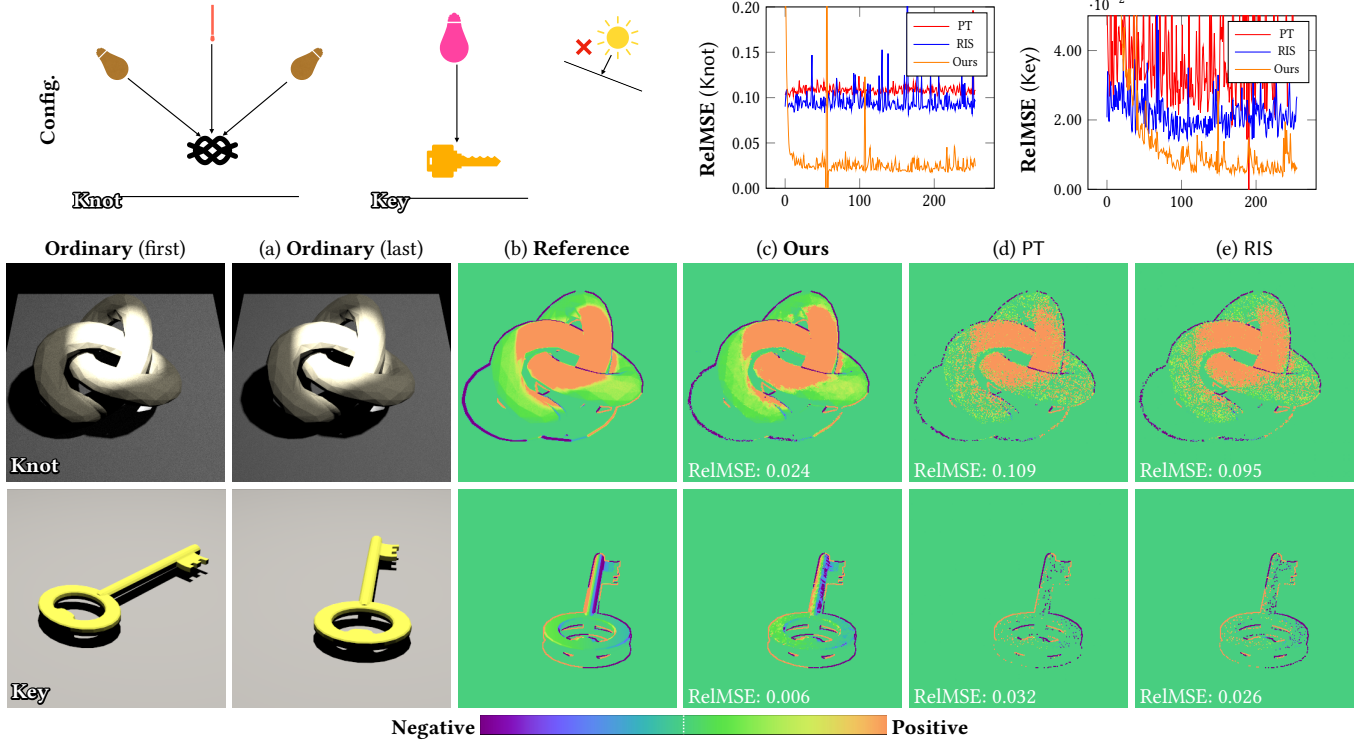 Config.
Knot
Key
RelMSE (Knot)
0.20
0.15
0.10
0.05
0.00
0
100
200
PT
RIS
Ours
RelMSE (Key)
·10⁻²
4.00
2.00
0.00
0
100
200
PT
RIS
Ours
Ordinary (first)
(a) Ordinary (last)
(b) Reference
(c) Ours
(d) PT
(e) RIS
Knot
RelMSE: 0.024
RelMSE: 0.109
RelMSE: 0.095
Key
RelMSE: 0.006
RelMSE: 0.032
RelMSE: 0.026
Negative
Positive